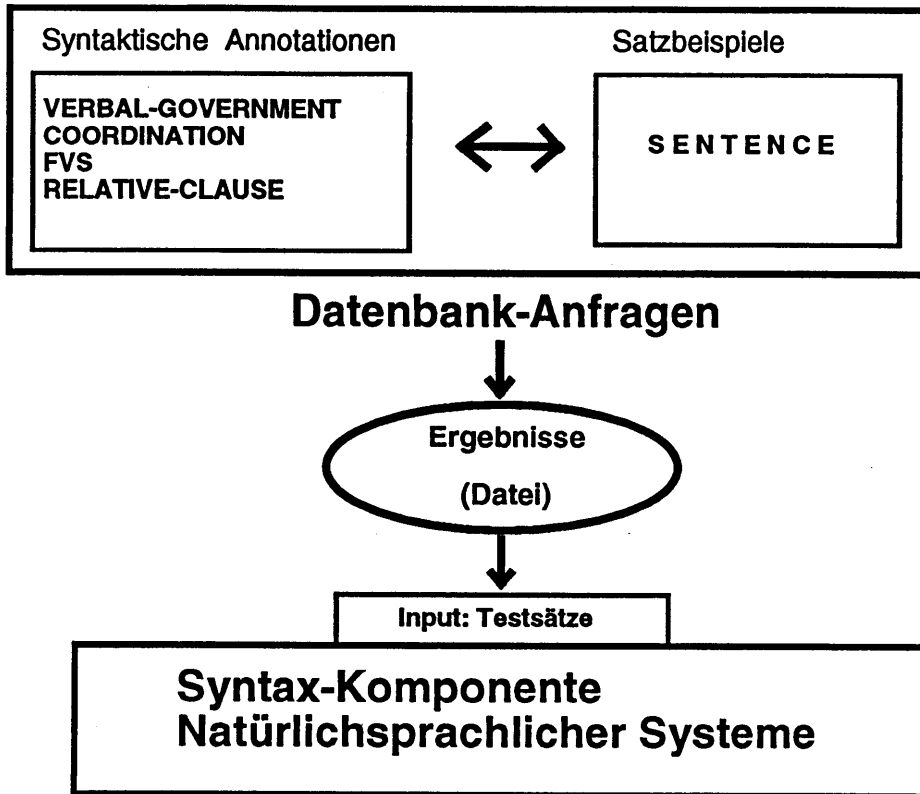 Syntaktische Annotationen
Satzbeispiele
VERBAL-GOVERNMENT
COORDINATION
FVS
RELATIVE-CLAUSE
SENTENCE
Datenbank-Anfragen
Ergebnisse
(Datei)
Input: Testsätze
Syntax-Komponente
Natürlichsprachlicher Systeme